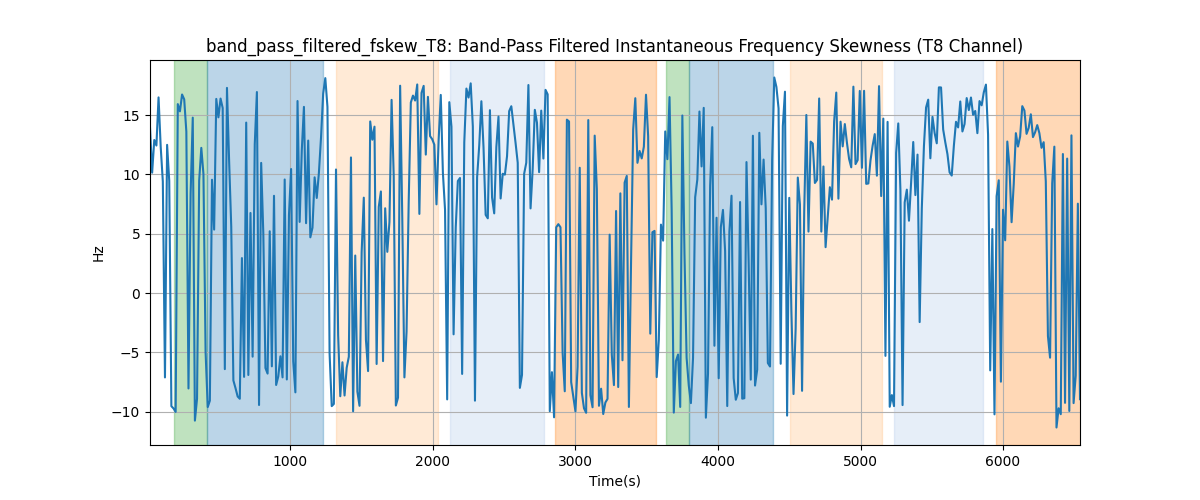 band_pass_filtered_fskew_T8: Band-Pass Filtered Instantaneous Frequency Skewness (T8 Channel)
15
10
5
0
−5
−10
Hz
1000 2000 3000 4000 5000 6000
Time(s)